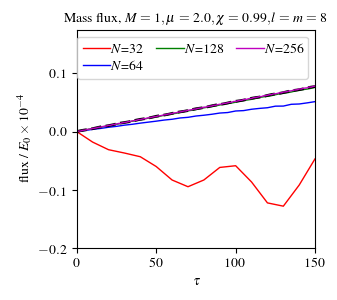 Mass flux, M = 1, μ = 2.0, χ = 0.99, l = m = 8
N=32 N=128 N=256
N=64
flux / E₀ × 10⁻⁴
0.1
0.0
−0.1
−0.2
0 50 100 150
τ